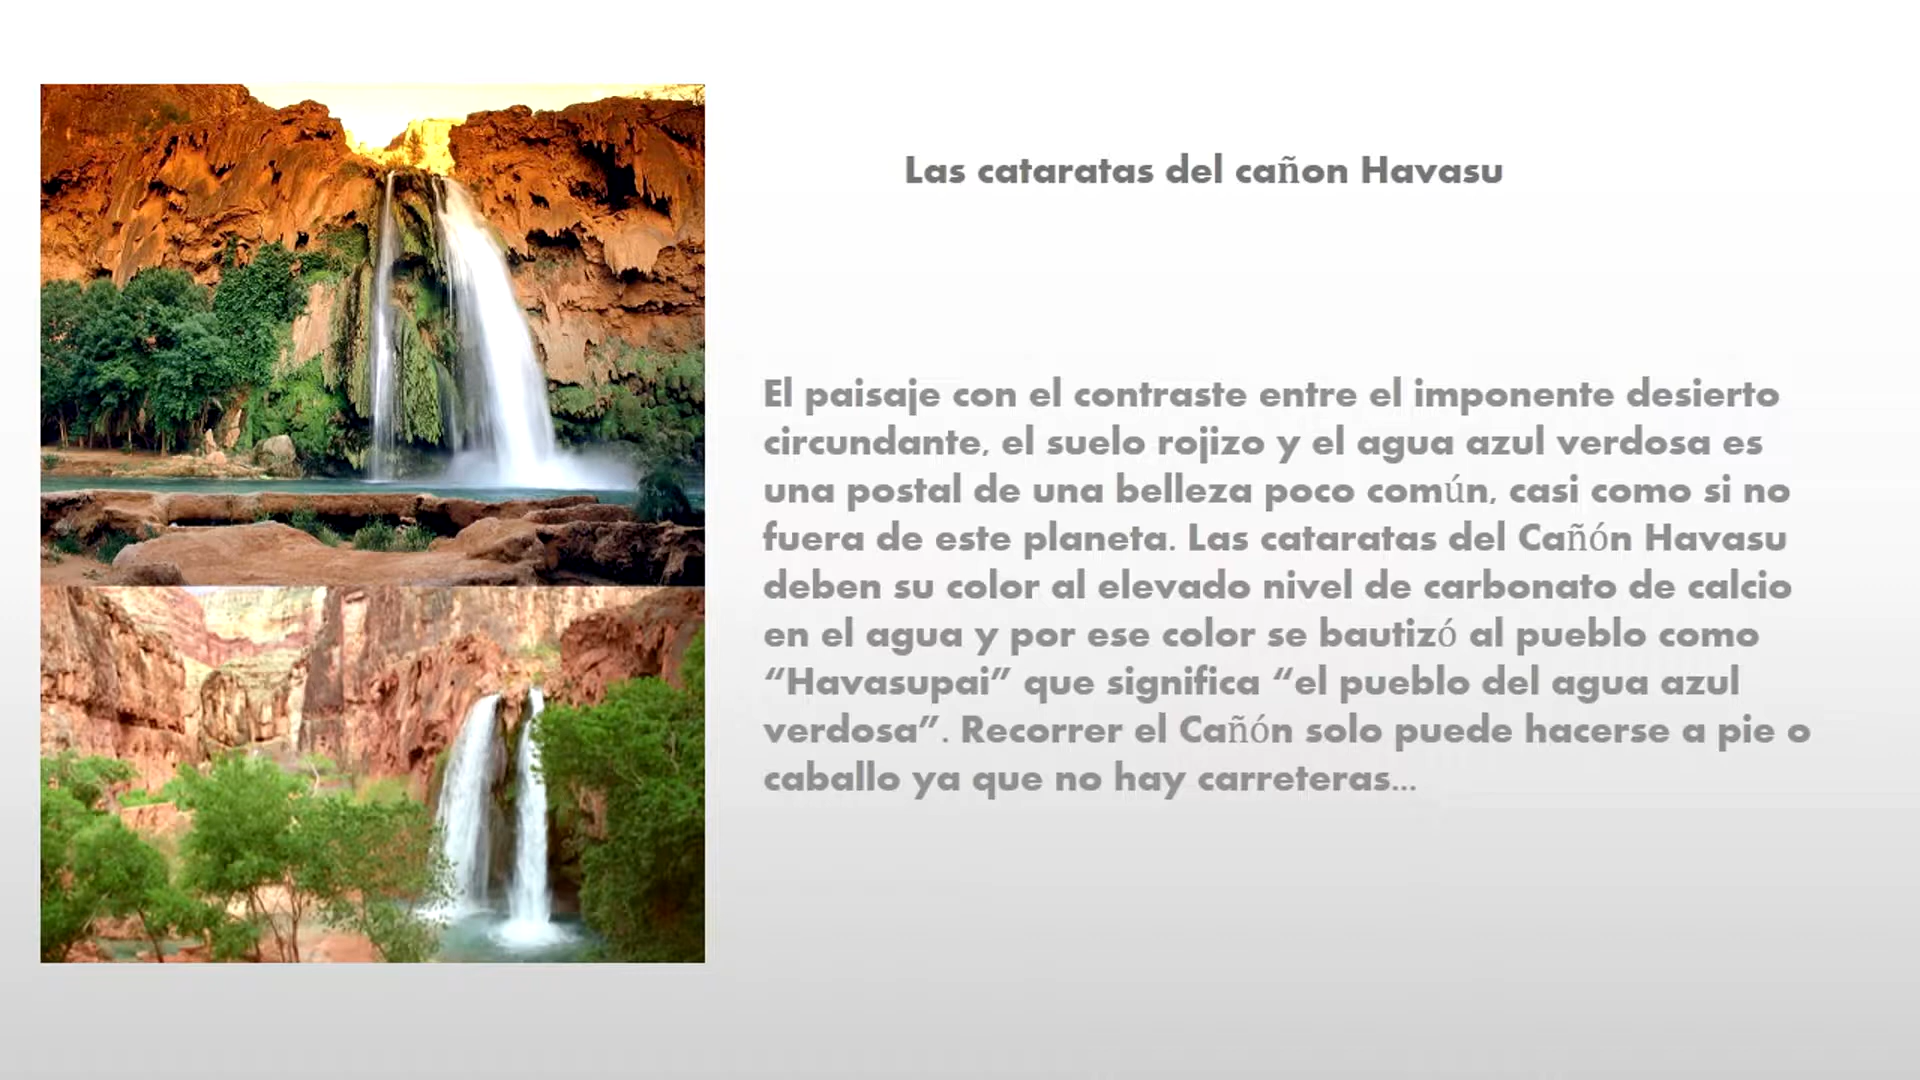 Las cataratas del cañon Havasu
El paisaje con el contraste entre el imponente desierto
circundante, el suelo rojizo y el agua azul verdosa es
una postal de una belleza poco común, casi como si no
fuera de este planeta. Las cataratas del Cañón Havasu
deben su color al elevado nivel de carbonato de calcio
en el agua y por ese color se bautizó al pueblo como
“Havasupai” que significa “el pueblo del agua azul
verdosa”. Recorrer el Cañón solo puede hacerse a pie o
caballo ya que no hay carreteras...